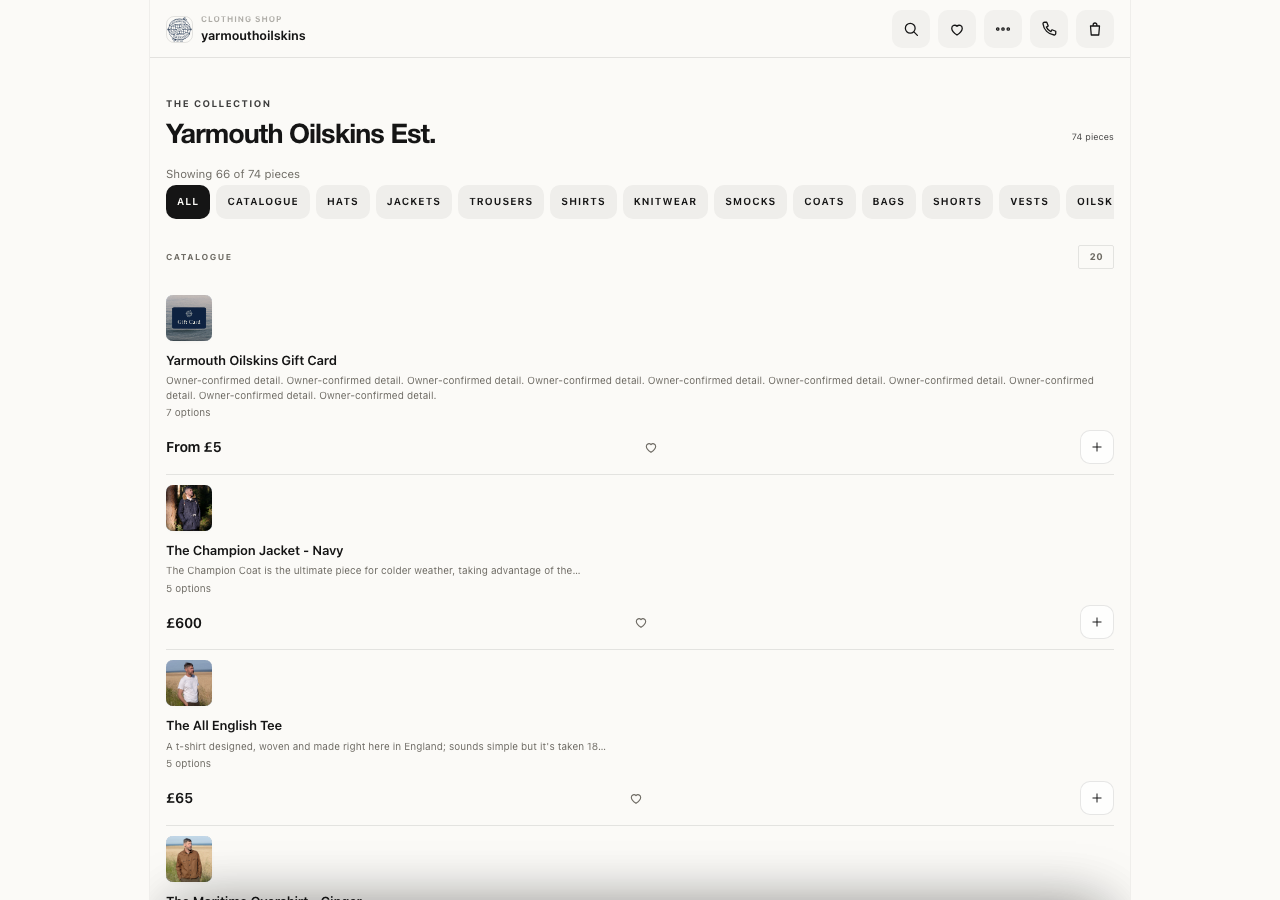 CLOTHING SHOP
yarmouthoilskins
THE COLLECTION
Yarmouth Oilskins Est.
74 pieces
Showing 66 of 74 pieces
ALL CATALOGUE HATS JACKETS TROUSERS SHIRTS KNITWEAR SMOCKS COATS BAGS SHORTS VESTS OILSK
CATALOGUE 20
Gift Card
Yarmouth Oilskins Gift Card
Owner-confirmed detail. Owner-confirmed detail. Owner-confirmed detail. Owner-confirmed detail. Owner-confirmed detail. Owner-confirmed detail. Owner-confirmed detail. Owner-confirmed
detail. Owner-confirmed detail. Owner-confirmed detail.
7 options
From £5
The Champion Jacket - Navy
The Champion Coat is the ultimate piece for colder weather, taking advantage of the...
5 options
£600
The All English Tee
A t-shirt designed, woven and made right here in England; sounds simple but it's taken 18...
5 options
£65
The Maritime Overshirt - Ginger